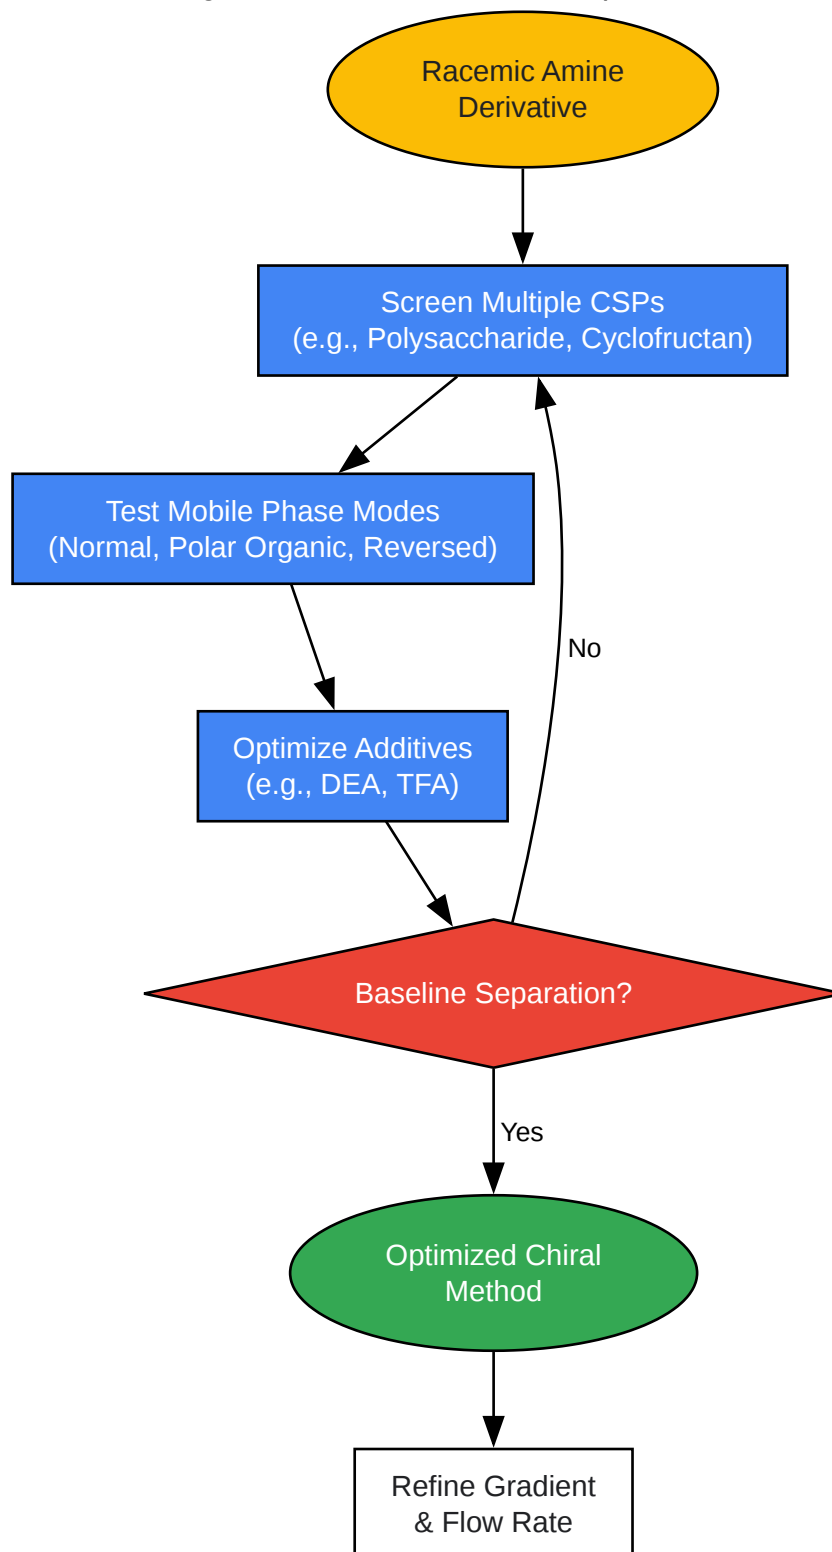 Racemic Amine
Derivative
Screen Multiple CSPs
(e.g., Polysaccharide, Cyclofructan)
Test Mobile Phase Modes
(Normal, Polar Organic, Reversed)
No
Optimize Additives
(e.g., DEA, TFA)
Baseline Separation?
Yes
Optimized Chiral
Method
Refine Gradient
& Flow Rate